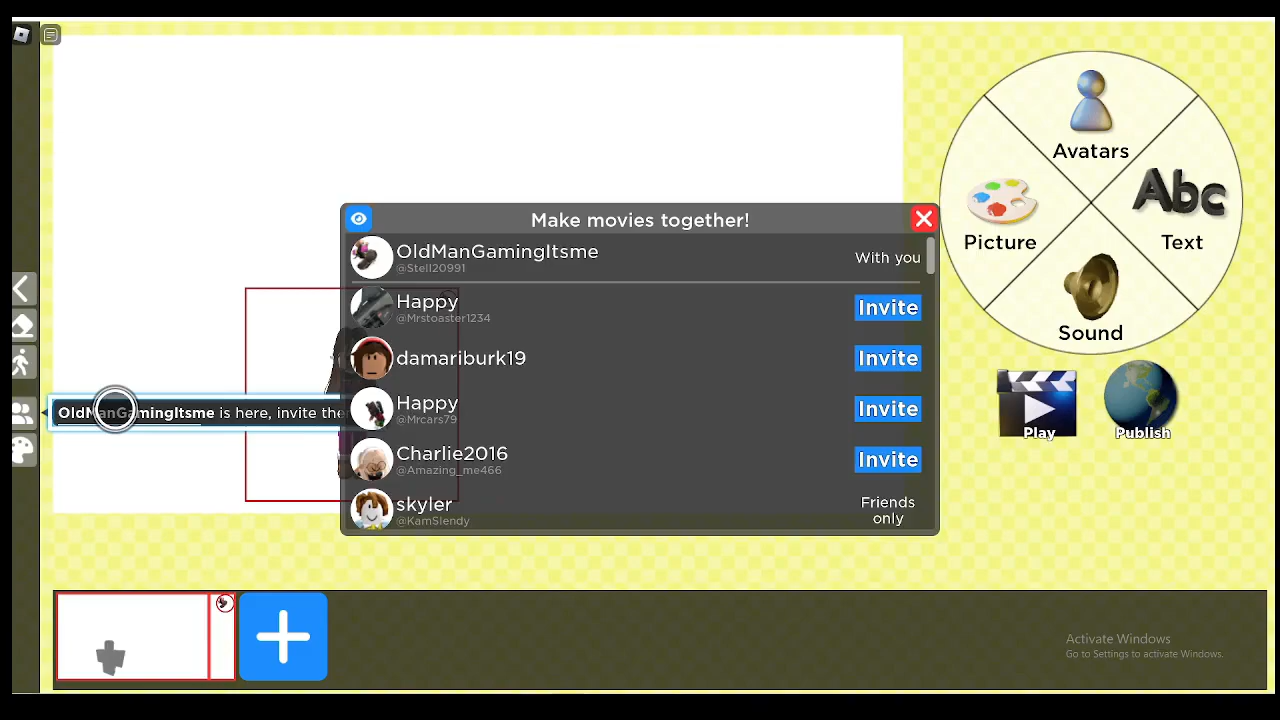 Make movies together!
OldManGamingItsme
@Stell20991
With you
Happy
@Mrstoaster1234
Invite
damariburk19
Invite
Happy
@Mrcars79
Invite
Charlie2016
@Amazing_me466
Invite
skyler
@KamSlendy
Friends
only
OldManGamingItsme is here, invite the
Avatars
Picture
Abc
Text
Sound
Play
Publish
Activate Windows
Go to Settings to activate Windows.